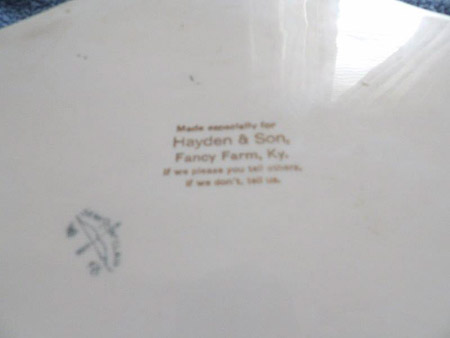 Made especially for
Hayden & Son,
Fancy Farm, Ky.
If we please you tell others,
if we don't, tell us.